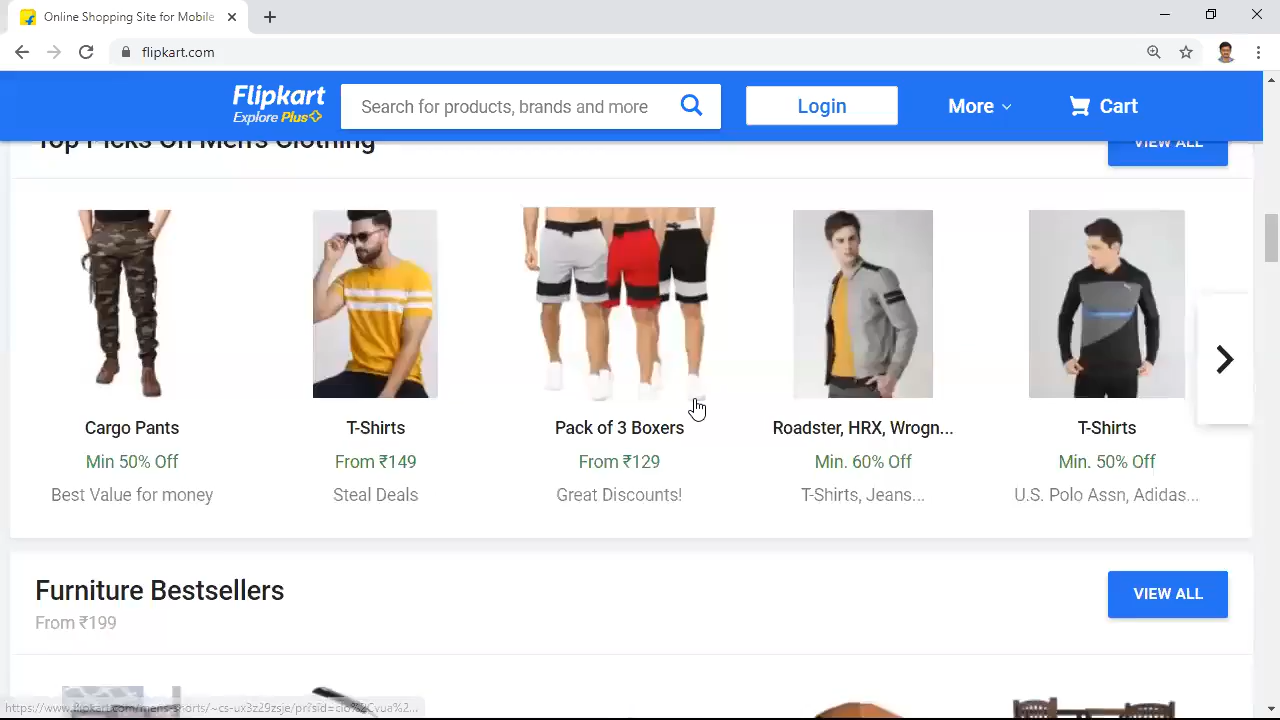 Online Shopping Site for Mobile
flipkart.com
Flipkart
Explore Plus
Search for products, brands and more
Login
More
Cart
Top Picks On Men's Clothing
VIEW ALL
Cargo Pants
Min 50% Off
Best Value for money
T-Shirts
From ₹149
Steal Deals
Pack of 3 Boxers
From ₹129
Great Discounts!
Roadster, HRX, Wrogn...
Min. 60% Off
T-Shirts, Jeans...
T-Shirts
Min. 50% Off
U.S. Polo Assn, Adidas...
Furniture Bestsellers
From ₹199
VIEW ALL